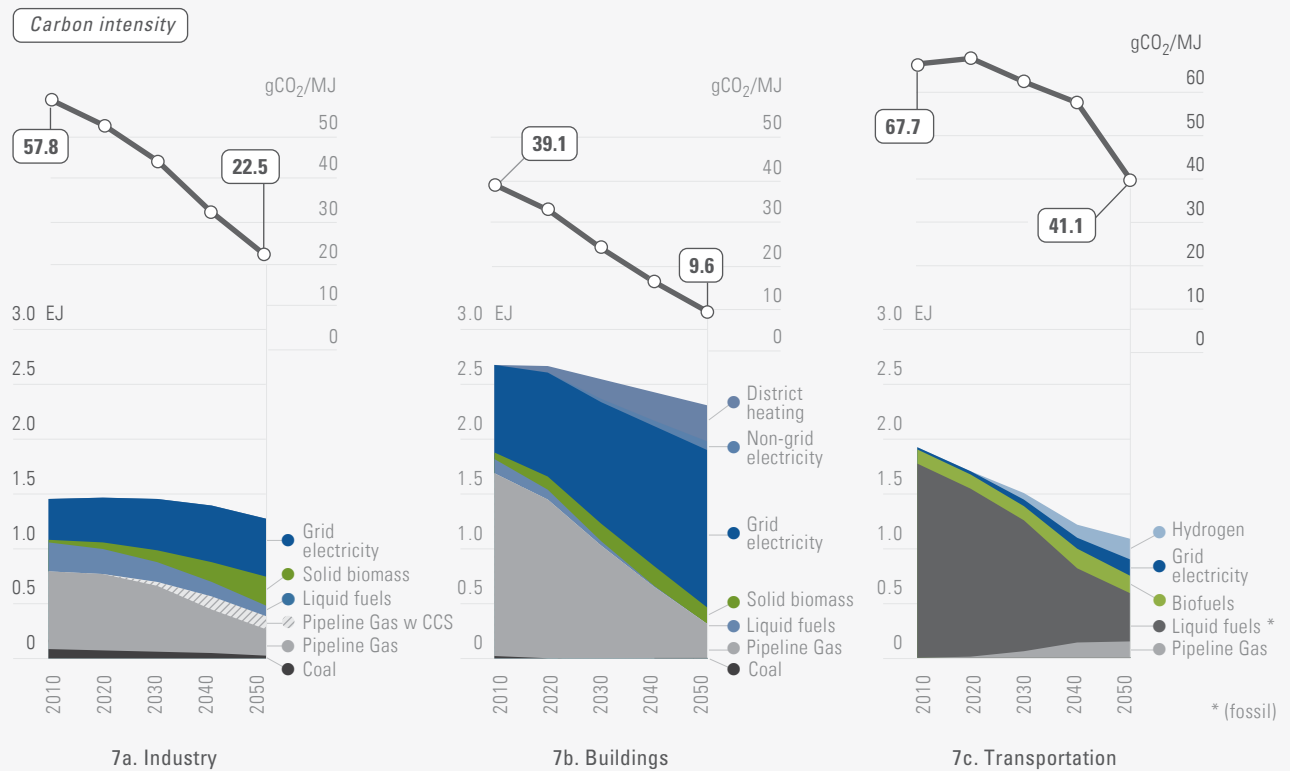 Carbon intensity
gCO2/MJ
50
40
30
20
10
0
57.8
22.5
3.0 EJ
2.5
2.0
1.5
1.0
0.5
0
Grid
electricity
Solid biomass
Liquid fuels
Pipeline Gas w CCS
Pipeline Gas
Coal
2010
2020
2030
2040
2050
7a. Industry
gCO2/MJ
50
40
30
20
10
0
39.1
9.6
3.0 EJ
2.5
2.0
1.5
1.0
0.5
0
District
heating
Non-grid
electricity
Grid
electricity
Solid biomass
Liquid fuels
Pipeline Gas
Coal
2010
2020
2030
2040
2050
7b. Buildings
gCO2/MJ
60
50
40
30
20
10
0
67.7
41.1
3.0 EJ
2.5
2.0
1.5
1.0
0.5
0
Hydrogen
Grid
electricity
Biofuels
Liquid fuels *
Pipeline Gas
2010
2020
2030
2040
2050
* (fossil)
7c. Transportation